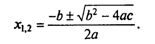 x₁,₂ = (-b ± √(b² - 4ac)) / 2a.